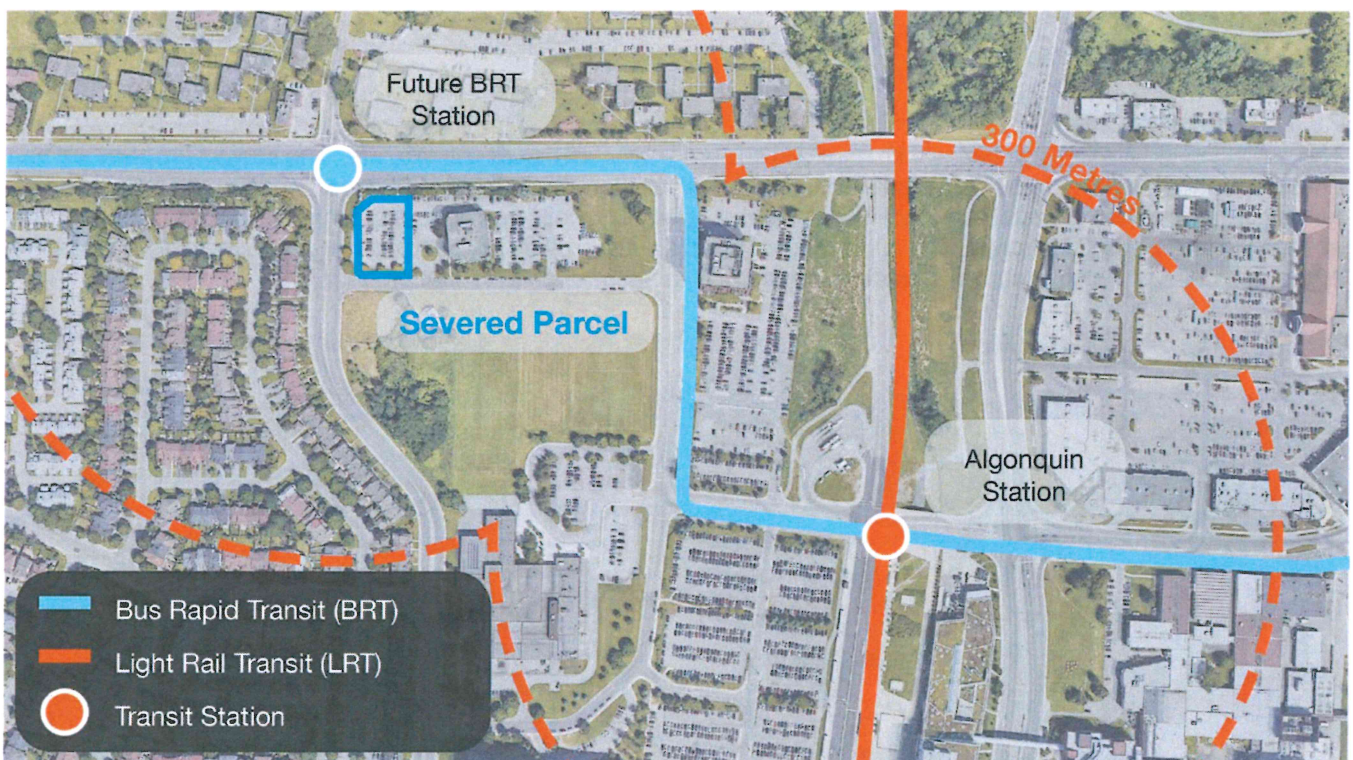 Future BRT
Station
300 Metres
Severed Parcel
Algonquin
Station
Bus Rapid Transit (BRT)
Light Rail Transit (LRT)
Transit Station